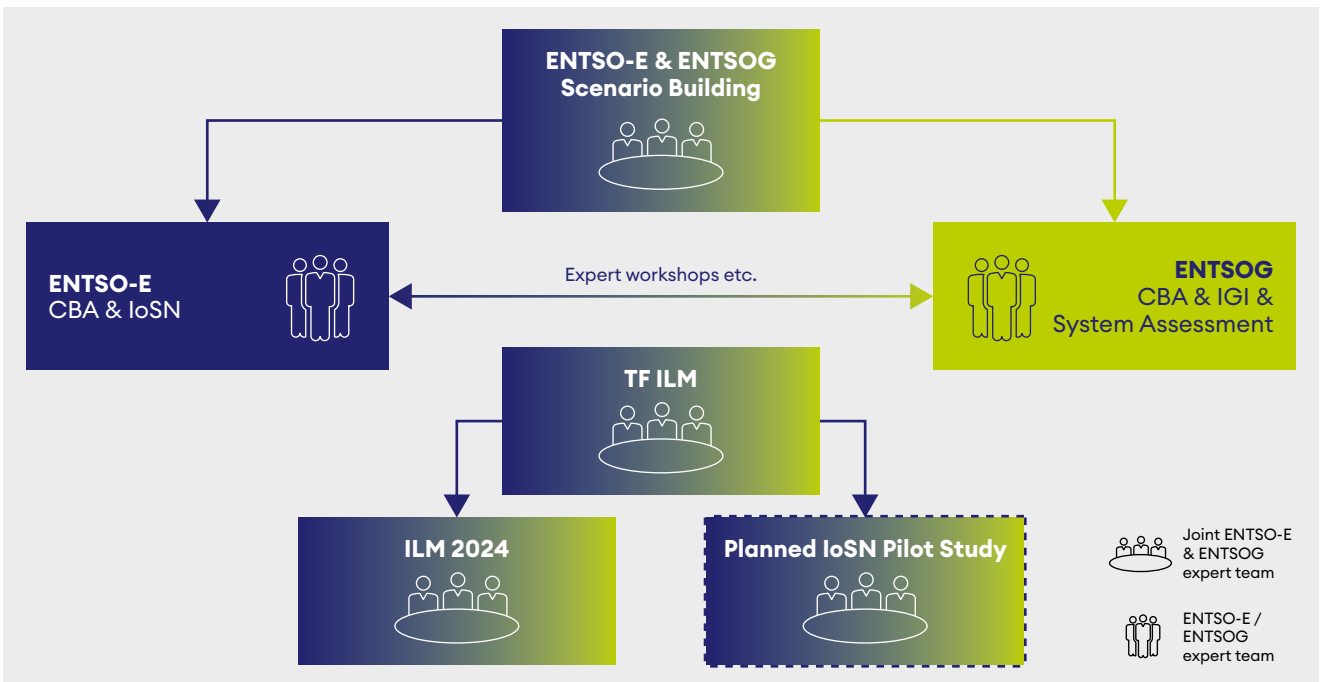 ENTSO-E & ENTSOG
Scenario Building
ENTSO-E
CBA & IoSN
Expert workshops etc.
ENTSOG
CBA & IGI &
System Assessment
TF ILM
ILM 2024
Planned IoSN Pilot Study
Joint ENTSO-E
& ENTSOG
expert team
ENTSO-E /
ENTSOG
expert team